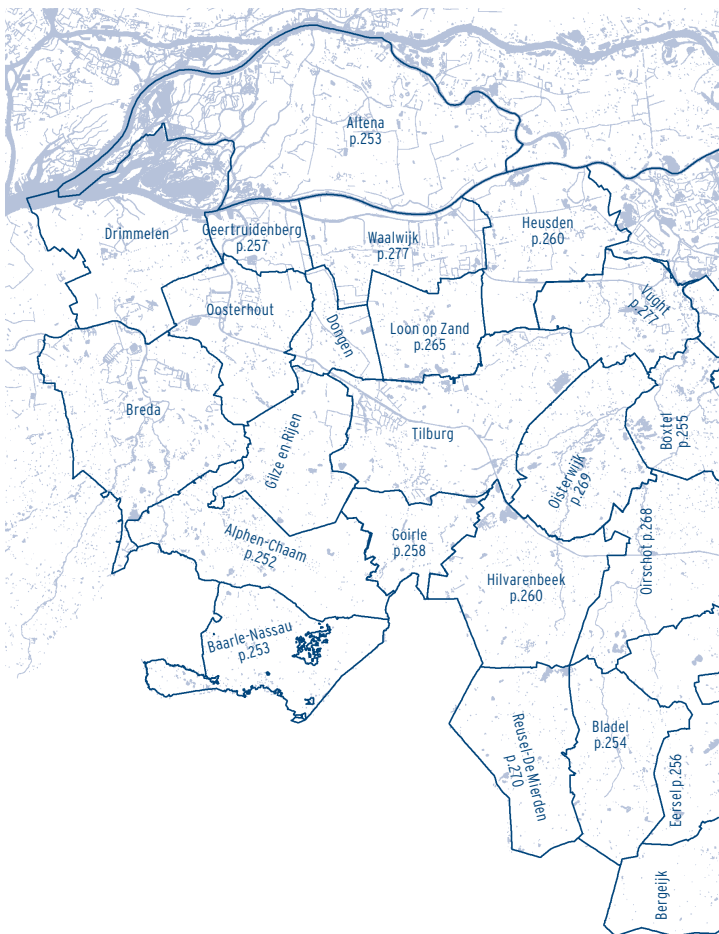 Altena
p.253
Drimmelen
Geertruidenberg
p.257
Waalwijk
p.277
Heusden
p.260
Vught
p.277
Oosterhout
Dongen
Loon op Zand
p.265
Breda
Gilze en Rijen
Tilburg
Boxtel
p.255
Oisterwijk
p.269
Alphen-Chaam
p.252
Goirle
p.258
Oirschot p.268
Hilvarenbeek
p.260
Baarle-Nassau
p.253
Reusel-De Mierden
p.270
Bladel
p.254
Eersel p.256
Bergeijk